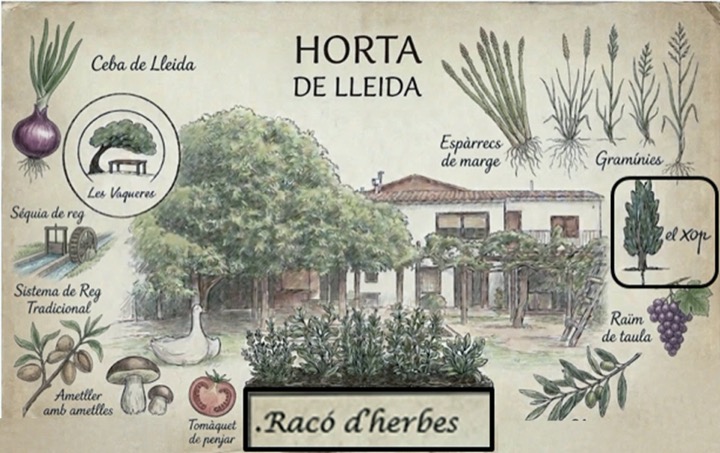 HORTA
DE LLEIDA
Ceba de Lleida
Les Vaqueres
Séquia de reg
Sistema de Reg
Tradicional
Ametller
amb ametlles
Tomàquet
de penjar
.Racó d'herbes
Espàrrecs
de marge
Gramínies
el xop
Raïm
de taula